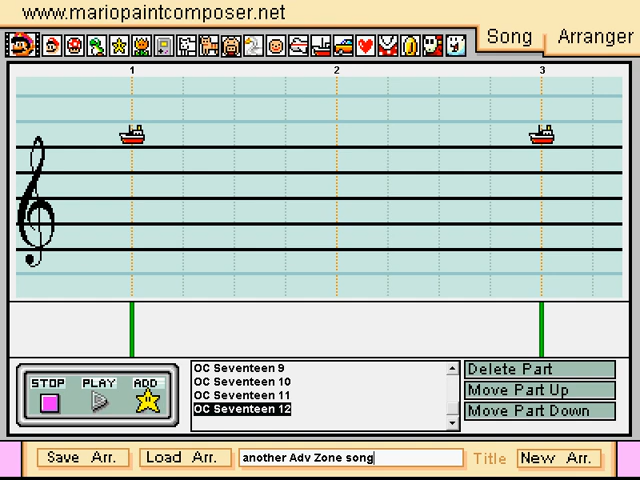 www.mariopaintcomposer.net
Song
Arranger
1
2
3
STOP
PLAY
ADD
OC Seventeen 9
OC Seventeen 10
OC Seventeen 11
OC Seventeen 12
Delete Part
Move Part Up
Move Part Down
Save Arr.
Load Arr.
another Adv Zone song
Title
New Arr.